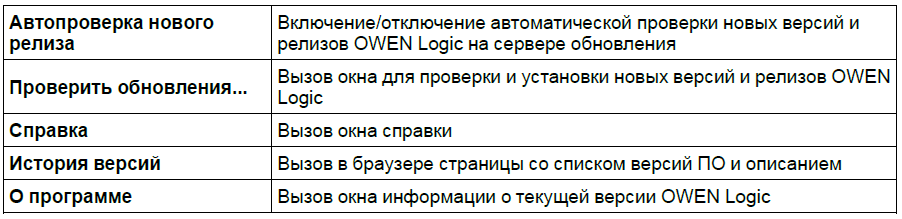 Автопроверка нового
релиза
Включение/отключение автоматической проверки новых версий и
релизов OWEN Logic на сервере обновления
Проверить обновления...
Вызов окна для проверки и установки новых версий и релизов OWEN
Logic
Справка
Вызов окна справки
История версий
Вызов в браузере страницы со списком версий ПО и описанием
О программе
Вызов окна информации о текущей версии OWEN Logic